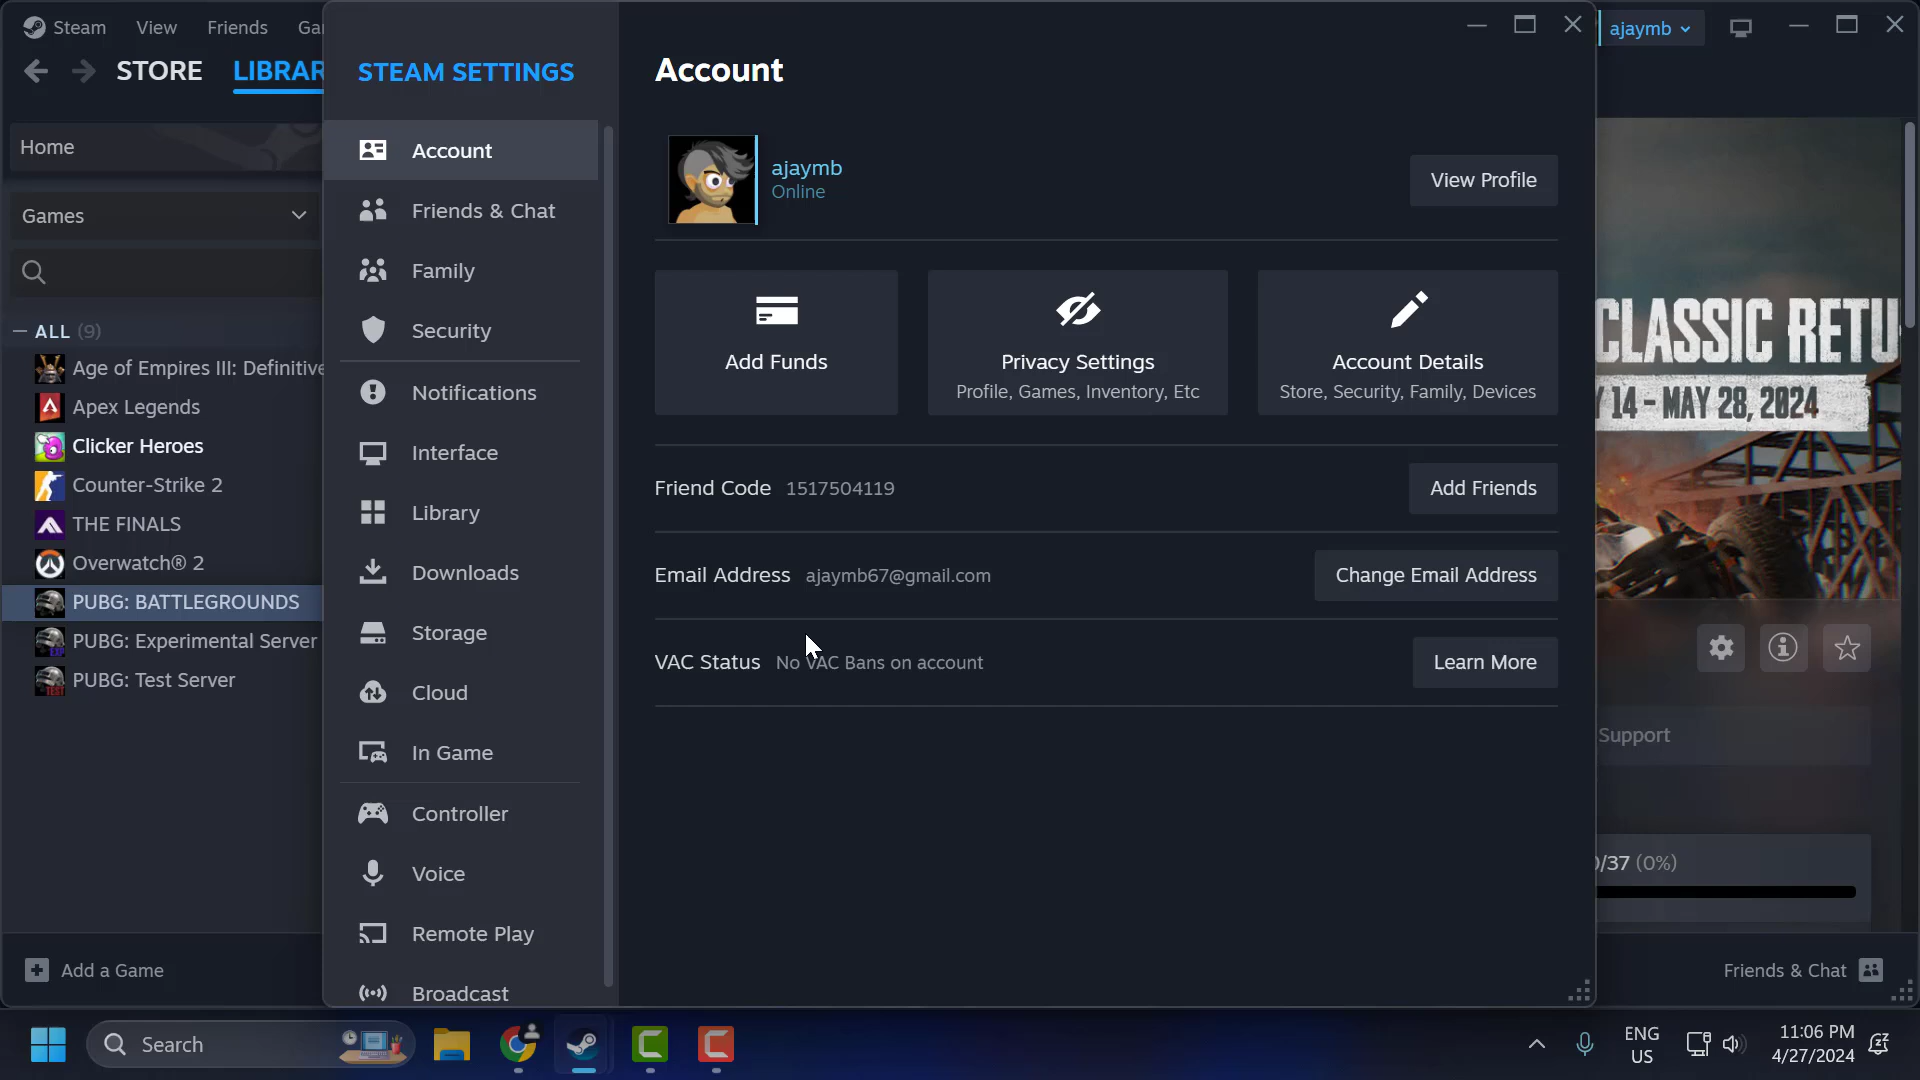 Steam View Friends Ga
STORE LIBRAR
Home
Games
ALL (9)
Age of Empires III: Definitive
Apex Legends
Clicker Heroes
Counter-Strike 2
THE FINALS
Overwatch® 2
PUBG: BATTLEGROUNDS
PUBG: Experimental Server
PUBG: Test Server
Add a Game
STEAM SETTINGS
Account
Friends & Chat
Family
Security
Notifications
Interface
Library
Downloads
Storage
Cloud
In Game
Controller
Voice
Remote Play
Broadcast
Account
ajaymb
Online
View Profile
Add Funds
Privacy Settings
Profile, Games, Inventory, Etc
Account Details
Store, Security, Family, Devices
Friend Code 1517504119
Add Friends
Email Address ajaymb67@gmail.com
Change Email Address
VAC Status No VAC Bans on account
Learn More
ajaymb
CLASSIC RETU
14 - MAY 28, 2024
Support
/37 (0%)
Friends & Chat
Search
ENG
US
11:06 PM
4/27/2024